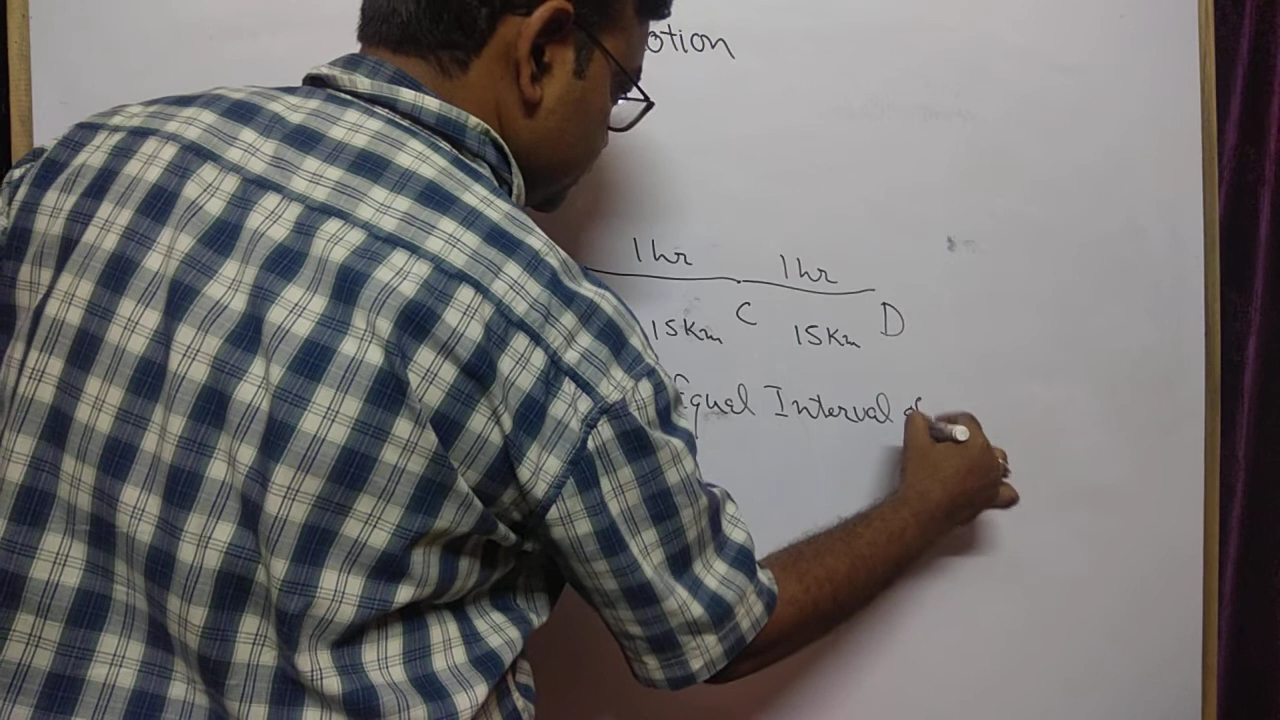 otion
1hr 1hr
C D
15Km 15Km
Equal Interval of